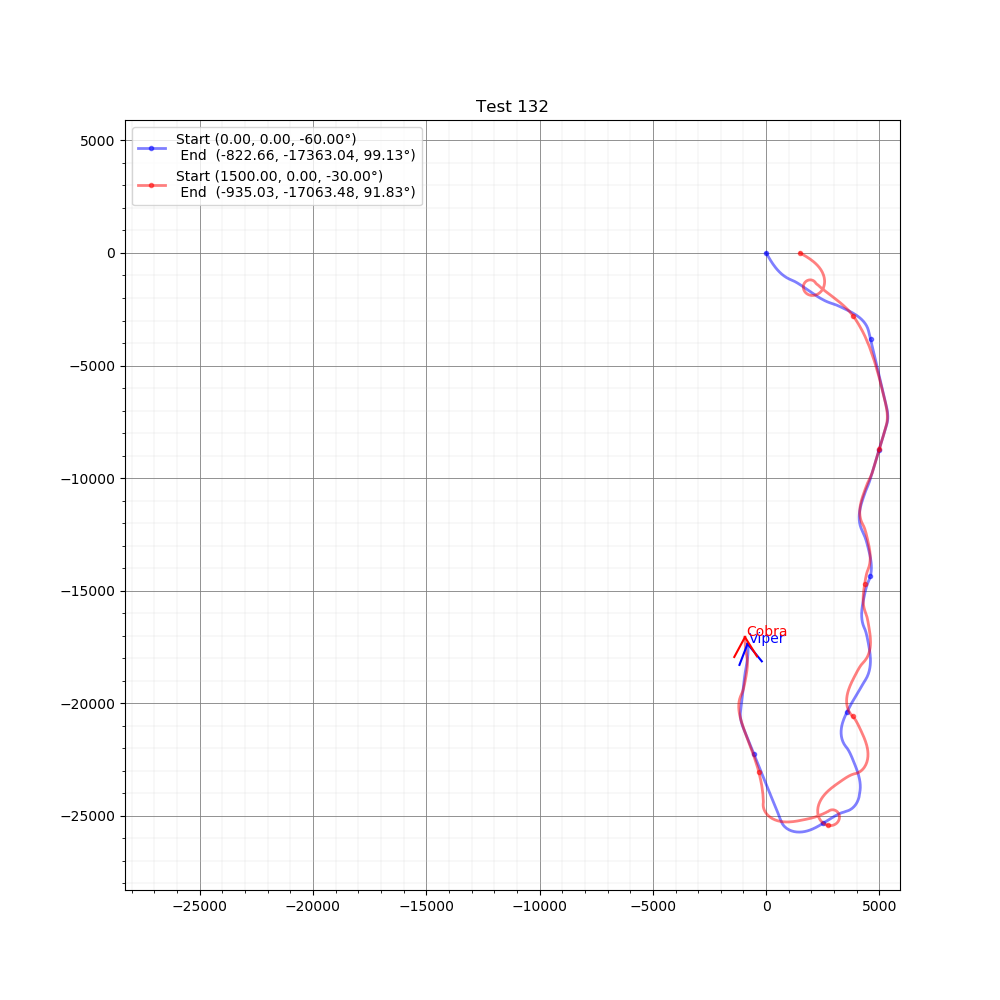 Test 132
Start (0.00, 0.00, -60.00°)
End (-822.66, -17363.04, 99.13°)
Start (1500.00, 0.00, -30.00°)
End (-935.03, -17063.48, 91.83°)
5000
0
−5000
−10000
−15000
−20000
−25000
Cobra
Viper
−25000 −20000 −15000 −10000 −5000 0 5000